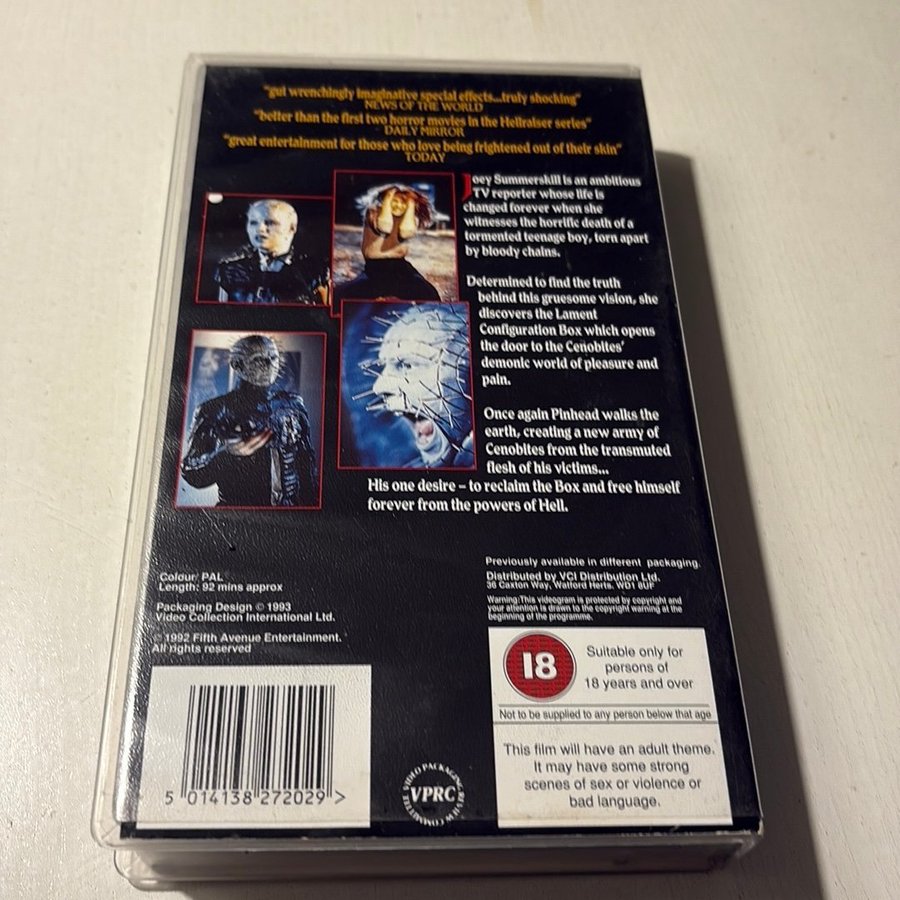 "gut wrenchingly imaginative special effects...truly shocking"
NEWS OF THE WORLD
"better than the first two horror movies in the Hellraiser series"
DAILY MIRROR
"great entertainment for those who love being frightened out of their skin"
TODAY
Joey Summerskill is an ambitious
TV reporter whose life is
changed forever when she
witnesses the horrific death of a
tormented teenage boy, torn apart
by bloody chains.
Determined to find the truth
behind this gruesome vision, she
discovers the Lament
Configuration Box which opens
the door to the Cenobites'
demonic world of pleasure and
pain.
Once again Pinhead walks the
earth, creating a new army of
Cenobites from the transmuted
flesh of his victims...
His one desire – to reclaim the Box and free himself
forever from the powers of Hell.
Colour: PAL
Length: 92 mins approx
Packaging Design © 1993
Video Collection International Ltd.
© 1992 Fifth Avenue Entertainment.
All rights reserved
5 014138 272029 >
Previously available in different packaging.
Distributed by VCI Distribution Ltd.
36 Caxton Way, Watford Herts. WD1 8UF
Warning:This videogram is protected by copyright and
your attention is drawn to the copyright warning at the
beginning of the programme.
18
Suitable only for
persons of
18 years and over
Not to be supplied to any person below that age
This film will have an adult theme.
It may have some strong
scenes of sex or violence or
bad language.
VIDEO PACKAGING REVIEW COMMITTEE
VPRC